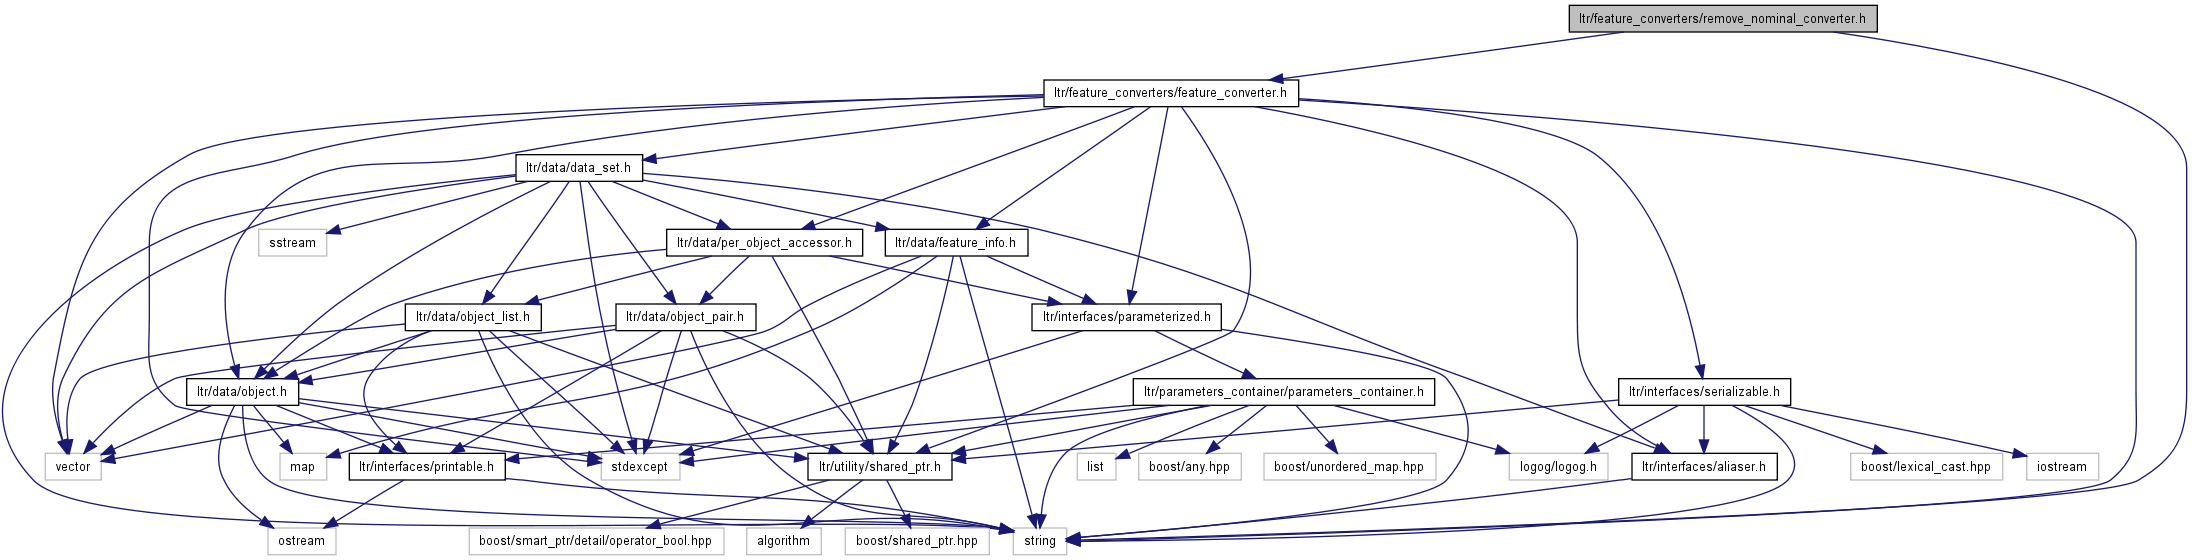 ltr/feature_converters/remove_nominal_converter.h
ltr/feature_converters/feature_converter.h
ltr/data/data_set.h
sstream
ltr/data/per_object_accessor.h
ltr/data/feature_info.h
ltr/data/object_list.h
ltr/data/object_pair.h
ltr/interfaces/parameterized.h
ltr/data/object.h
ltr/parameters_container/parameters_container.h
ltr/interfaces/serializable.h
vector
map
ltr/interfaces/printable.h
stdexcept
ltr/utility/shared_ptr.h
list
boost/any.hpp
boost/unordered_map.hpp
logog/logog.h
ltr/interfaces/aliaser.h
boost/lexical_cast.hpp
iostream
ostream
boost/smart_ptr/detail/operator_bool.hpp
algorithm
boost/shared_ptr.hpp
string